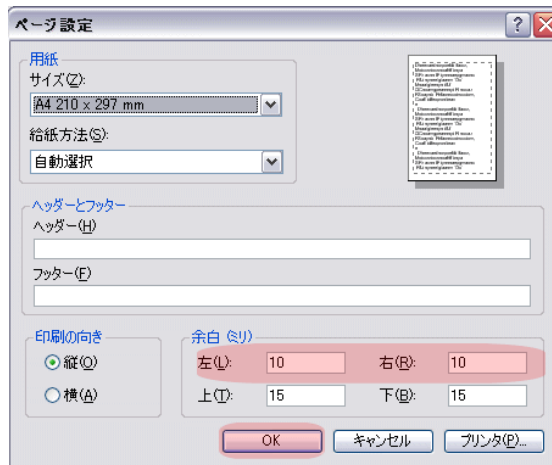 ページ設定
用紙
サイズ(Z):
A4 210 x 297 mm
給紙方法(S):
自動選択
ヘッダーとフッター
ヘッダー(H)
フッター(F)
印刷の向き
縦(O)
横(A)
余白 (ミリ)
左(L): 10 右(R): 10
上(T): 15 下(B): 15
OK キャンセル プリンタ(P)...